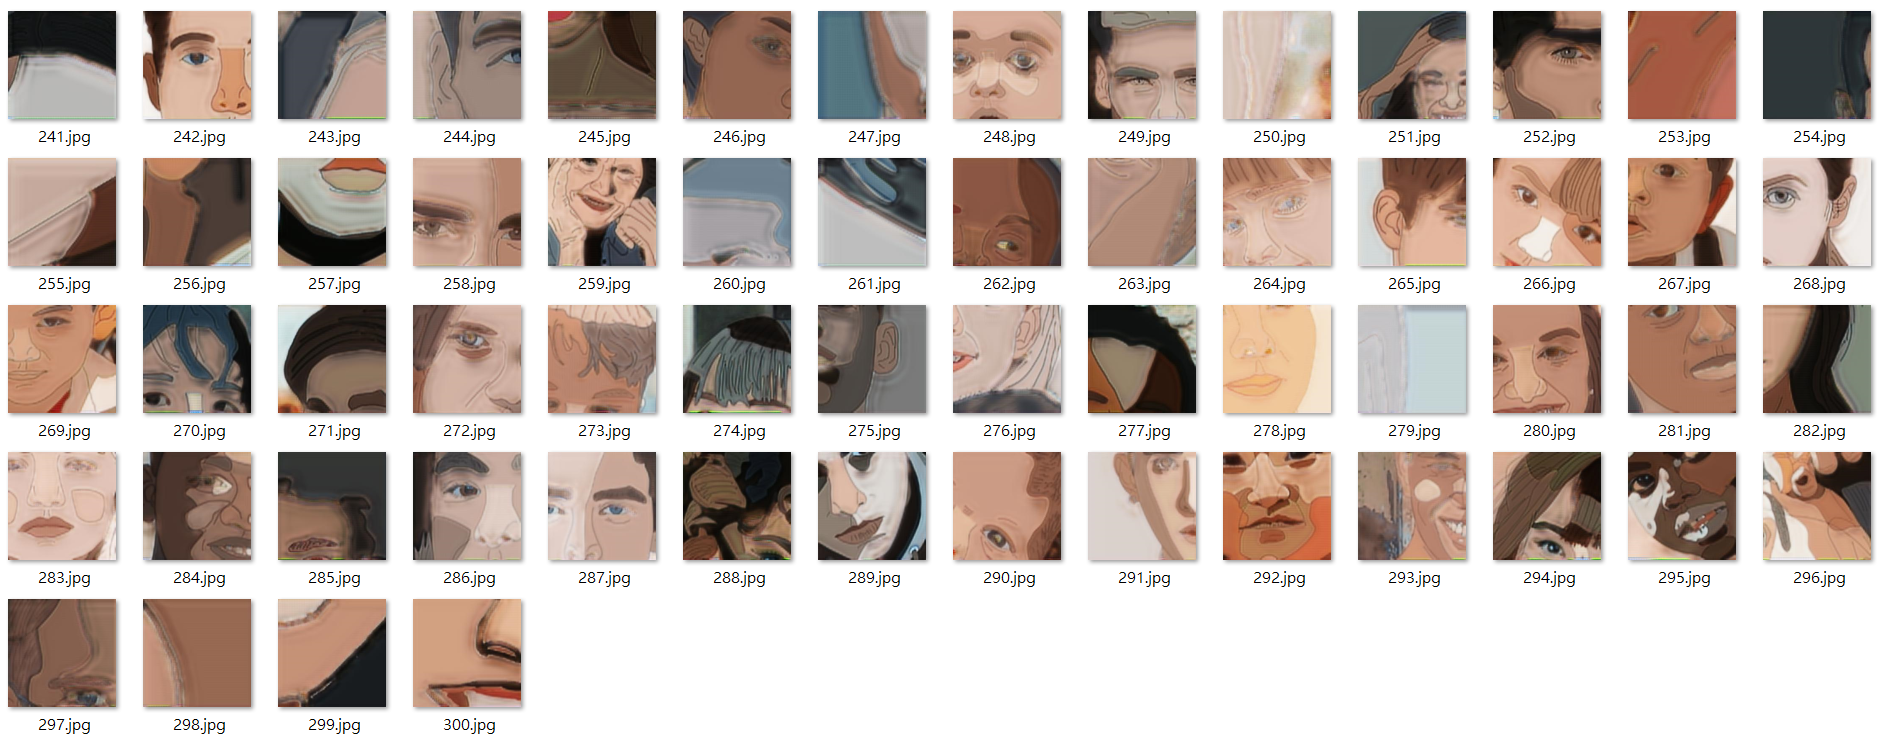 241.jpg 242.jpg 243.jpg 244.jpg 245.jpg 246.jpg 247.jpg 248.jpg 249.jpg 250.jpg 251.jpg 252.jpg 253.jpg 254.jpg
255.jpg 256.jpg 257.jpg 258.jpg 259.jpg 260.jpg 261.jpg 262.jpg 263.jpg 264.jpg 265.jpg 266.jpg 267.jpg 268.jpg
269.jpg 270.jpg 271.jpg 272.jpg 273.jpg 274.jpg 275.jpg 276.jpg 277.jpg 278.jpg 279.jpg 280.jpg 281.jpg 282.jpg
283.jpg 284.jpg 285.jpg 286.jpg 287.jpg 288.jpg 289.jpg 290.jpg 291.jpg 292.jpg 293.jpg 294.jpg 295.jpg 296.jpg
297.jpg 298.jpg 299.jpg 300.jpg